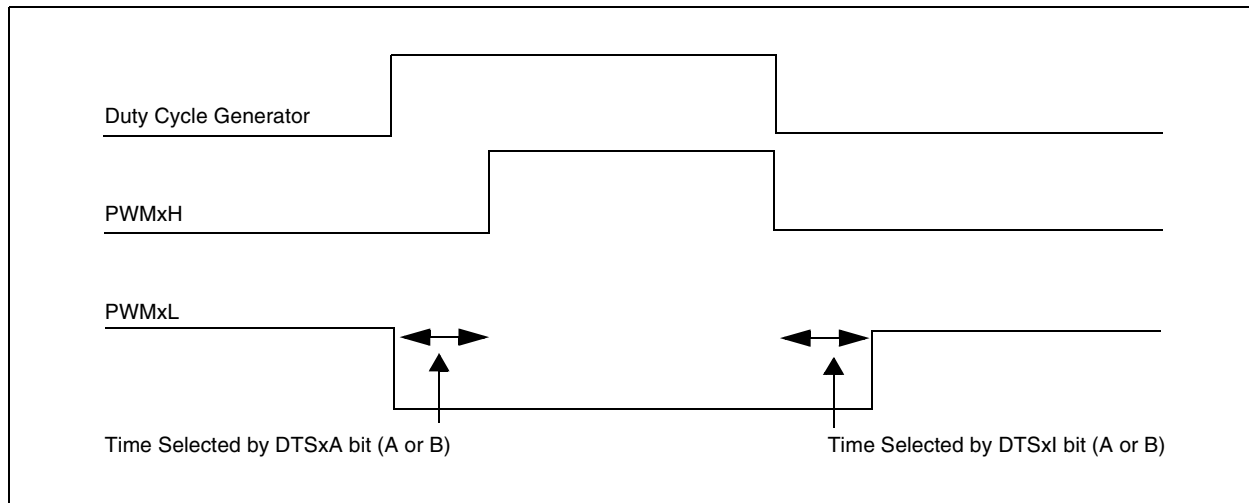 Duty Cycle Generator
PWMxH
PWMxL
Time Selected by DTSxA bit (A or B)
Time Selected by DTSxI bit (A or B)